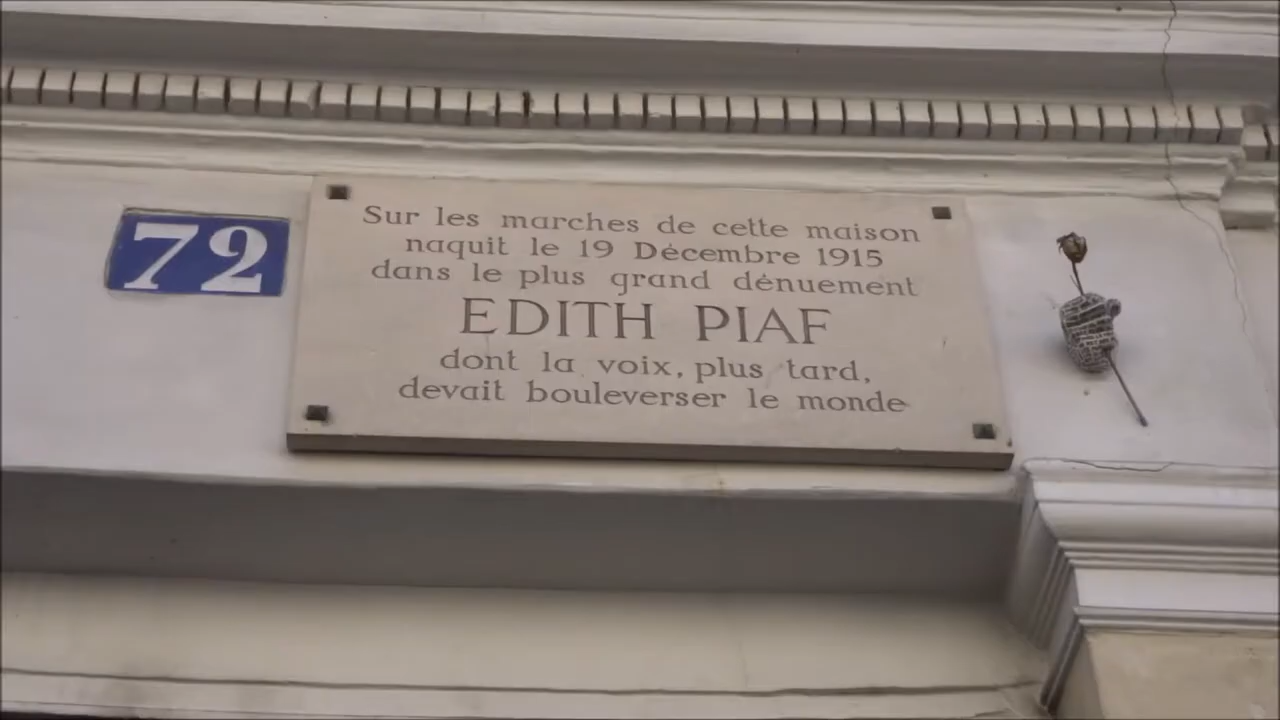 72
Sur les marches de cette maison
naquit le 19 Décembre 1915
dans le plus grand dénuement
EDITH PIAF
dont la voix, plus tard,
devait bouleverser le monde